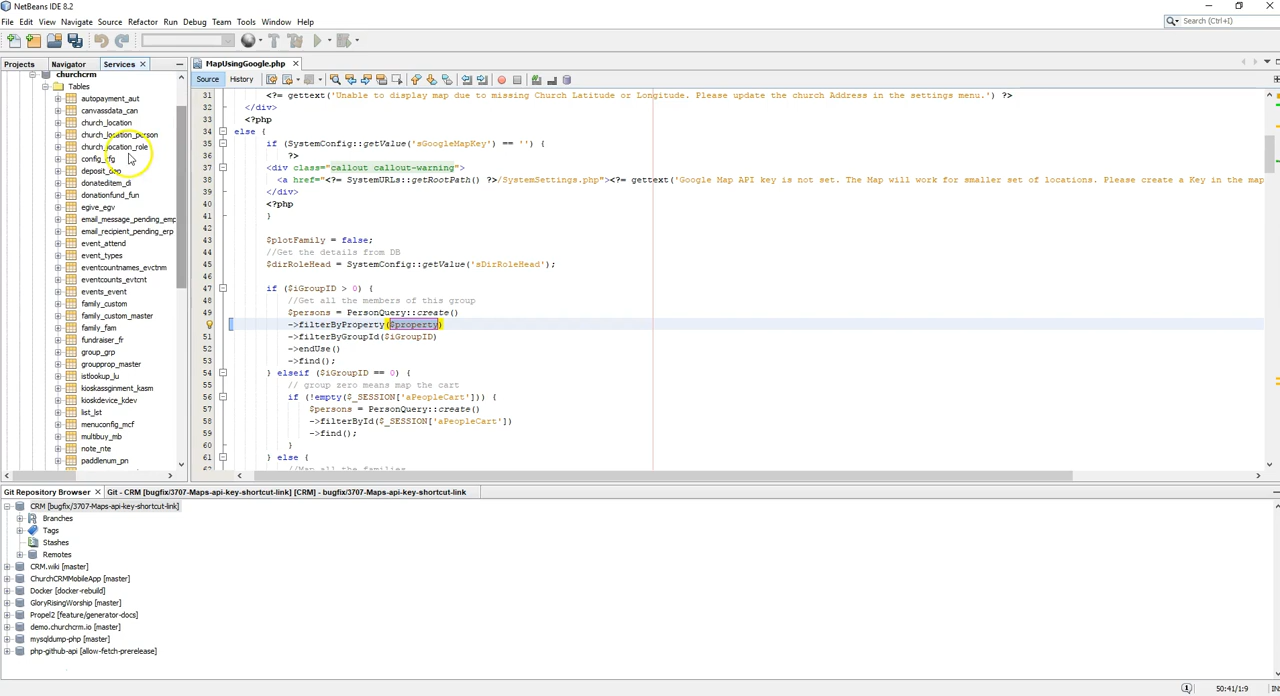 NetBeans IDE 8.2
File Edit View Navigate Source Refactor Run Debug Team Tools Window Help
Search (Ctrl+I)
Projects Navigator Services
MapUsingGoogle.php
Source History
churchcrm
Tables
autopayment_aut
canvassdata_can
church_location
church_location_person
church_location_role
config_cfg
deposit_dep
donateditem_di
donationfund_fun
egive_egv
email_message_pending_emp
email_recipient_pending_erp
event_attend
event_types
eventcountnames_evctnm
eventcounts_evtcnt
events_event
family_custom
family_custom_master
family_fam
fundraiser_fr
group_grp
groupprop_master
istlookup_lu
kioskassginment_kasm
kioskdevice_kdev
list_lst
menuconfig_mcf
multibuy_mb
note_nte
paddlenum_pn
31 <?= gettext('Unable to display map due to missing Church Latitude or Longitude. Please update the church Address in the settings menu.') ?>
32 </div>
33 <?php
34 else {
35 if (SystemConfig::getValue('sGoogleMapKey') == '') {
36 ?>
37 <div class="callout callout-warning">
38 <a href="<?= SystemURLs::getRootPath() ?>/SystemSettings.php"><?= gettext('Google Map API key is not set. The Map will work for smaller set of locations. Please create a Key in the map
39 </div>
40 <?php
41 }
42
43 $plotFamily = false;
44 //Get the details from DB
45 $dirRoleHead = SystemConfig::getValue('sDirRoleHead');
46
47 if ($iGroupID > 0) {
48 //Get all the members of this group
49 $persons = PersonQuery::create()
50 ->filterByProperty($property)
51 ->filterByGroupId($iGroupID)
52 ->endUse()
53 ->find();
54 } elseif ($iGroupID == 0) {
55 // group zero means map the cart
56 if (!empty($_SESSION['aPeopleCart'])) {
57 $persons = PersonQuery::create()
58 ->filterById($_SESSION['aPeopleCart'])
59 ->find();
60 }
61 } else {
62 //Map all the families
Git Repository Browser Git - CRM [bugfix/3707-Maps-api-key-shortcut-link] [CRM] - bugfix/3707-Maps-api-key-shortcut-link
CRM [bugfix/3707-Maps-api-key-shortcut-link]
Branches
Tags
Stashes
Remotes
CRM.wiki [master]
ChurchCRMMobileApp [master]
Docker [docker-rebuild]
GloryRisingWorship [master]
Propel2 [feature/generator-docs]
demo.churchcrm.io [master]
mysqldump-php [master]
php-github-api [allow-fetch-prerelease]
50:41/1:9